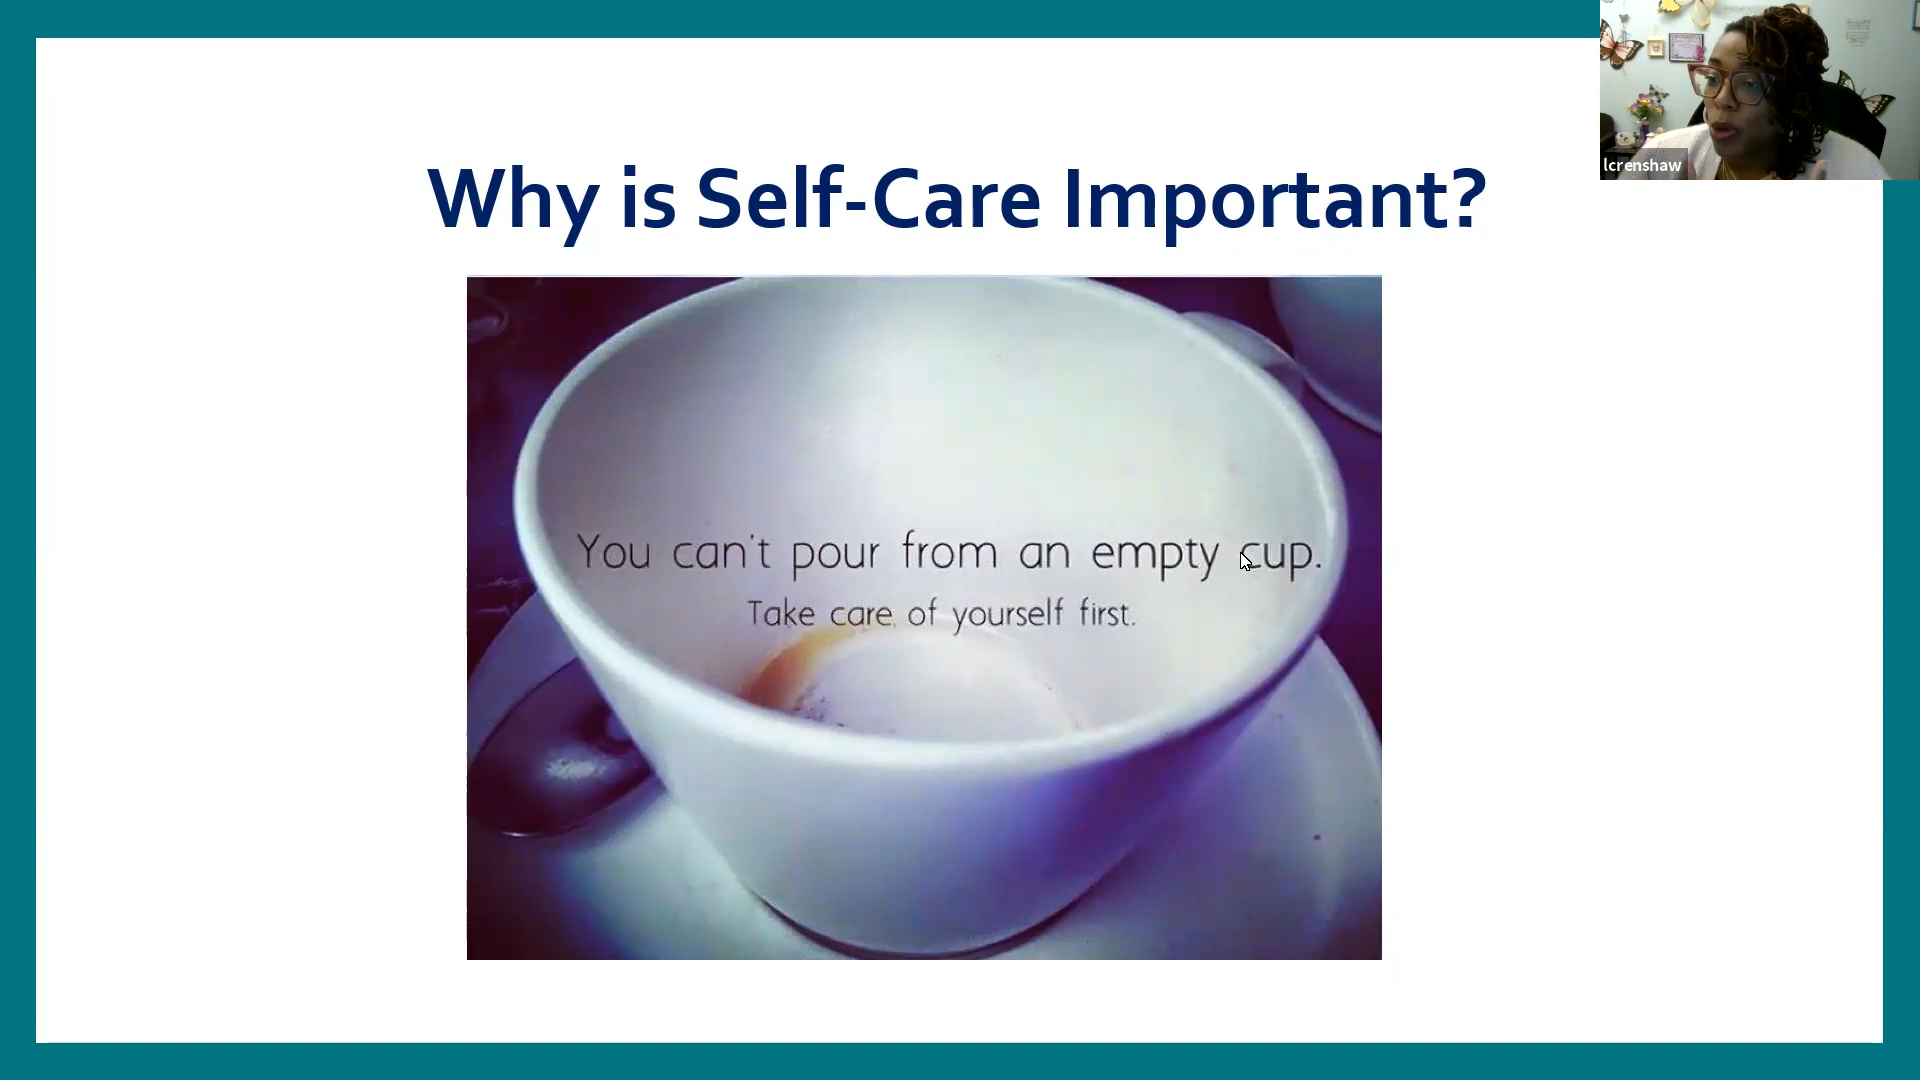 Why is Self-Care Important?
You can't pour from an empty cup.
Take care of yourself first.
lcrenshaw